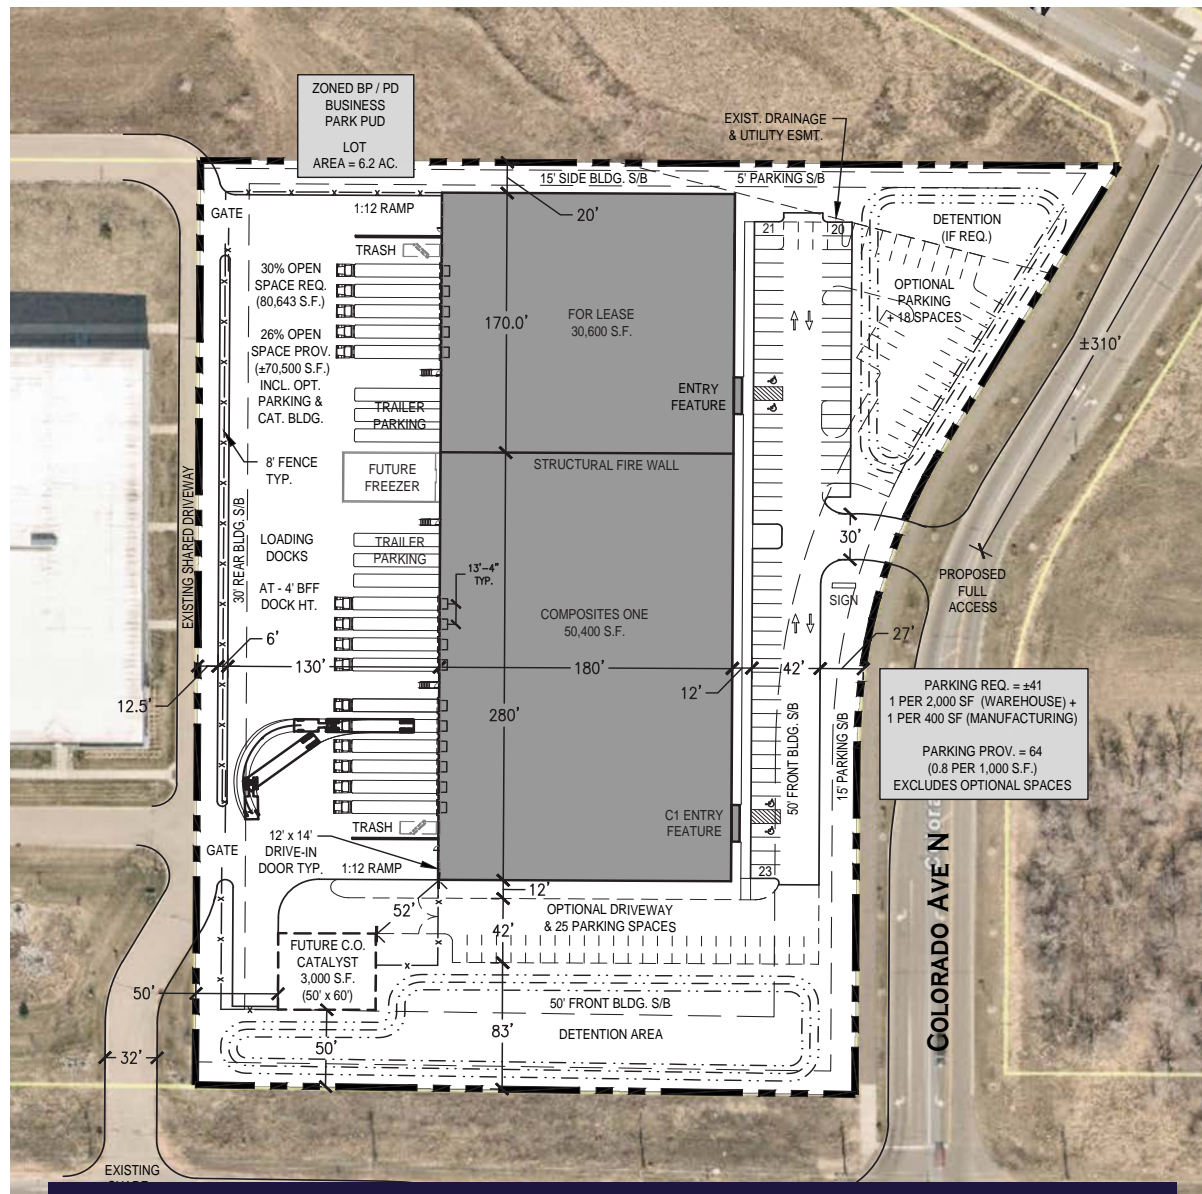 ZONED BP / PD
BUSINESS
PARK PUD
LOT
AREA = 6.2 AC.
EXIST. DRAINAGE
& UTILITY ESMT.
15' SIDE BLDG. S/B
5' PARKING S/B
GATE
1:12 RAMP
20'
TRASH
21
20
DETENTION
(IF REQ.)
30% OPEN
SPACE REQ.
(80,643 S.F.)
OPTIONAL
PARKING
+ 18 SPACES
170.0'
FOR LEASE
30,600 S.F.
26% OPEN
SPACE PROV.
(±70,500 S.F.)
INCL. OPT.
PARKING &
CAT. BLDG.
±310'
ENTRY
FEATURE
TRAILER
PARKING
8' FENCE
TYP.
FUTURE
FREEZER
STRUCTURAL FIRE WALL
EXISTING SHARED DRIVEWAY
30' REAR BLDG. S/B
LOADING
DOCKS
TRAILER
PARKING
30'
AT - 4' BFF
DOCK HT.
13'-4"
TYP.
PROPOSED
FULL
ACCESS
SIGN
COMPOSITES ONE
50,400 S.F.
6'
27'
130'
180'
42'
12.5'
12'
PARKING REQ. = ±41
1 PER 2,000 SF (WAREHOUSE) +
1 PER 400 SF (MANUFACTURING)
PARKING PROV. = 64
(0.8 PER 1,000 S.F.)
EXCLUDES OPTIONAL SPACES
280'
50' FRONT BLDG. S/B
15' PARKING S/B
C1 ENTRY
FEATURE
TRASH
GATE
12' x 14'
DRIVE-IN
DOOR TYP.
1:12 RAMP
23
COLORADO AVE N
12'
52'
OPTIONAL DRIVEWAY
& 25 PARKING SPACES
42'
FUTURE C.O.
CATALYST
3,000 S.F.
(50' x 60')
50'
50' FRONT BLDG. S/B
83'
DETENTION AREA
50'
32'
EXISTING